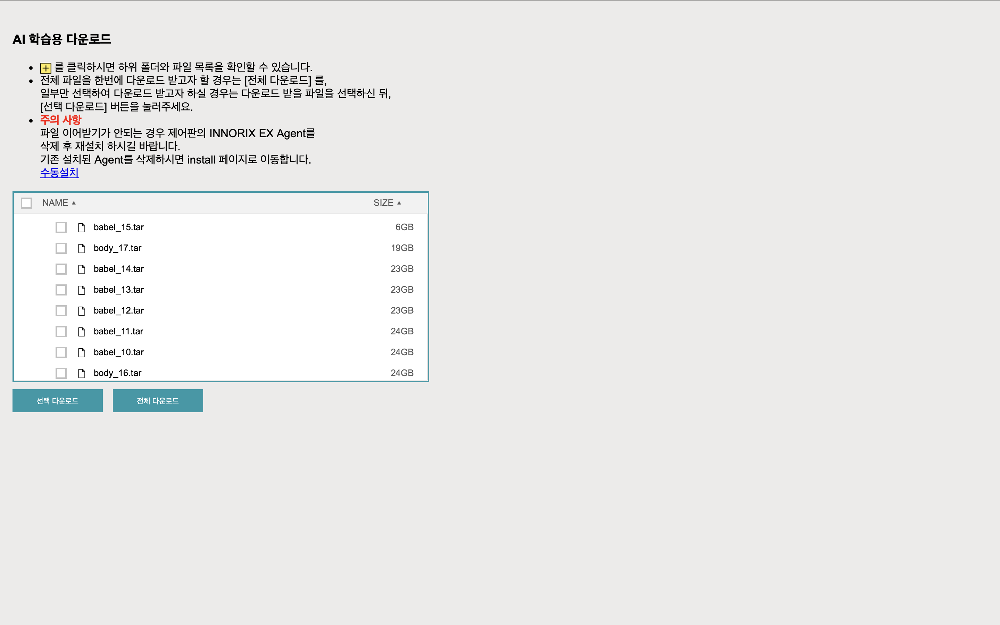 AI 학습용 다운로드
+ 를 클릭하시면 하위 폴더와 파일 목록을 확인할 수 있습니다.
전체 파일을 한번에 다운로드 받고자 할 경우는 [전체 다운로드] 를,
일부만 선택하여 다운로드 받고자 하실 경우는 다운로드 받을 파일을 선택하신 뒤,
[선택 다운로드] 버튼을 눌러주세요.
주의 사항
파일 이어받기가 안되는 경우 제어판의 INNORIX EX Agent를
삭제 후 재설치 하시길 바랍니다.
기존 설치된 Agent를 삭제하시면 install 페이지로 이동합니다.
수동설치
NAME ▲ SIZE ▲
babel_15.tar 6GB
body_17.tar 19GB
babel_14.tar 23GB
babel_13.tar 23GB
babel_12.tar 23GB
babel_11.tar 24GB
babel_10.tar 24GB
body_16.tar 24GB
선택 다운로드 전체 다운로드